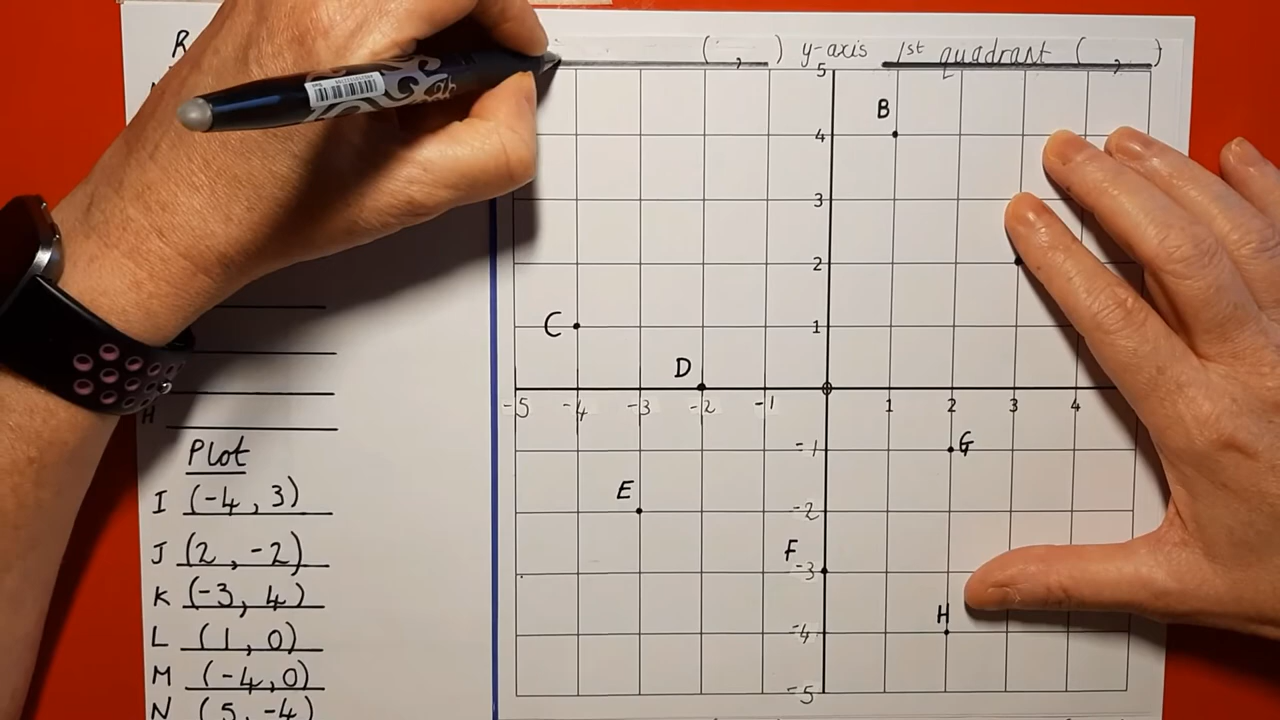 R
( , ) y-axis 1st quadrant ( , )
5
B
4
3
2
C 1
D
-5 -4 -3 -2 -1 0 1 2 3 4
-1 G
E
-2
F
-3
H
-4
-5
H
Plot
I (-4, 3)
J (2, -2)
K (-3, 4)
L (1, 0)
M (-4, 0)
N (5, -4)